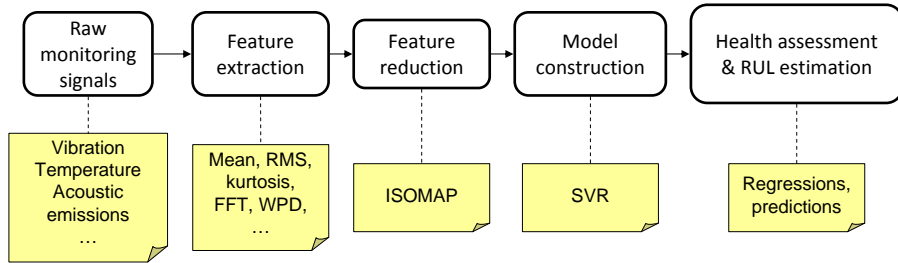 Raw
monitoring
signals
Feature
extraction
Feature
reduction
Model
construction
Health assessment
& RUL estimation
Vibration
Temperature
Acoustic
emissions
…
Mean, RMS,
kurtosis,
FFT, WPD,
…
ISOMAP
SVR
Regressions,
predictions